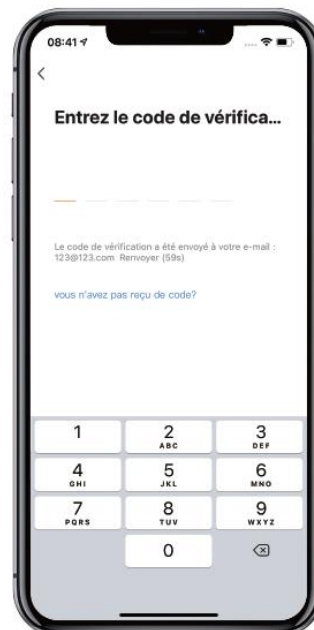 08:41
Entrez le code de vérifica...
Le code de vérification a été envoyé à votre e-mail :
123@123.com Renvoyer (59s)
vous n'avez pas reçu de code?
1
2
ABC
3
DEF
4
GHI
5
JKL
6
MNO
7
PQRS
8
TUV
9
WXYZ
0